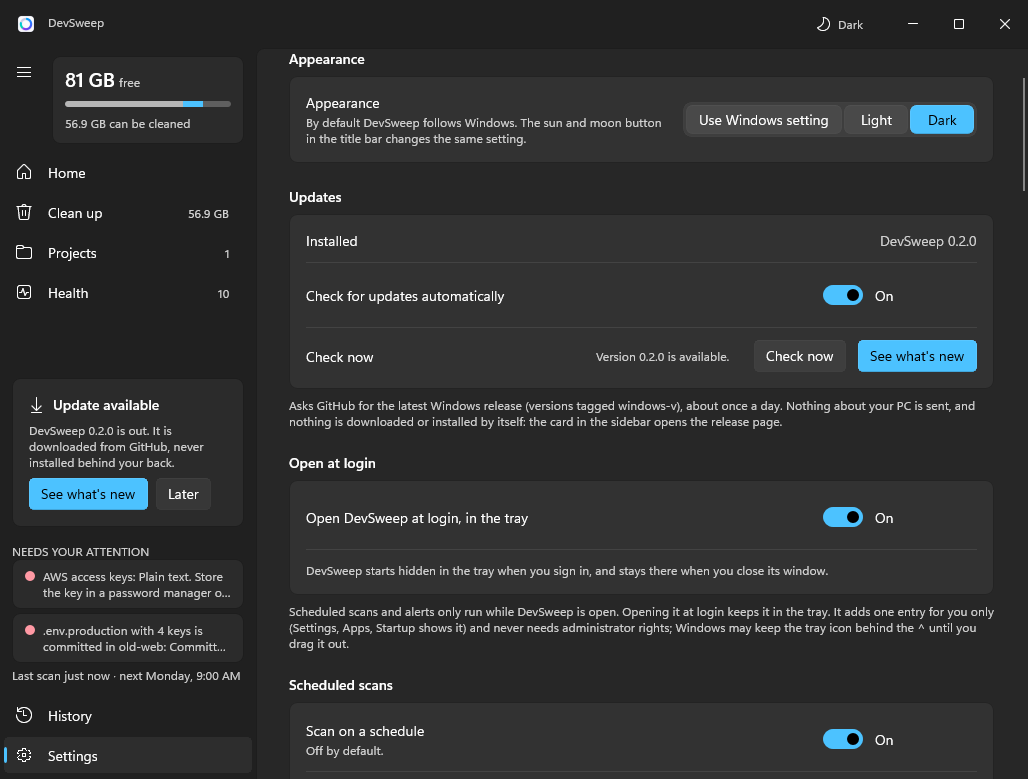 DevSweep
Dark
81 GB free
56.9 GB can be cleaned
Home
Clean up 56.9 GB
Projects 1
Health 10
Update available
DevSweep 0.2.0 is out. It is
downloaded from GitHub, never
installed behind your back.
See what's new
Later
NEEDS YOUR ATTENTION
AWS access keys: Plain text. Store
the key in a password manager o...
.env.production with 4 keys is
committed in old-web: Committ...
Last scan just now · next Monday, 9:00 AM
History
Settings
Appearance
Appearance
By default DevSweep follows Windows. The sun and moon button
in the title bar changes the same setting.
Use Windows setting
Light
Dark
Updates
Installed
DevSweep 0.2.0
Check for updates automatically
On
Check now
Version 0.2.0 is available.
Check now
See what's new
Asks GitHub for the latest Windows release (versions tagged windows-v), about once a day. Nothing about your PC is sent, and
nothing is downloaded or installed by itself: the card in the sidebar opens the release page.
Open at login
Open DevSweep at login, in the tray
On
DevSweep starts hidden in the tray when you sign in, and stays there when you close its window.
Scheduled scans and alerts only run while DevSweep is open. Opening it at login keeps it in the tray. It adds one entry for you only
(Settings, Apps, Startup shows it) and never needs administrator rights; Windows may keep the tray icon behind the ^ until you
drag it out.
Scheduled scans
Scan on a schedule
Off by default.
On